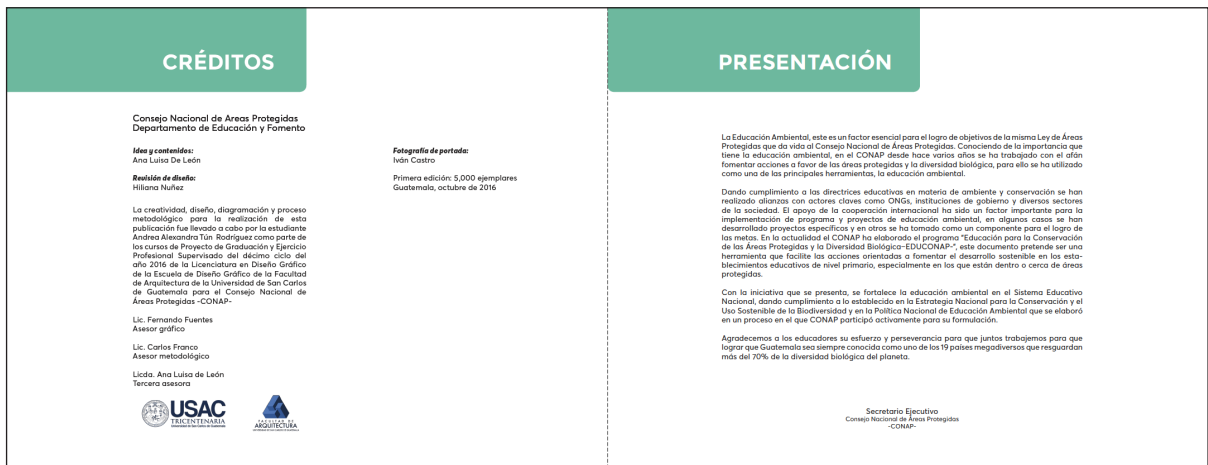 CRÉDITOS
Consejo Nacional de Areas Protegidas
Departamento de Educación y Fomento
Idea y contenidos:
Ana Luisa De León
Revisión de diseño:
Hiliana Nuñez
La creatividad, diseño, diagramación y proceso
metodológico para la realización de esta
publicación fue llevado a cabo por la estudiante
Andrea Alexandra Tún Rodríguez como parte de
los cursos de Proyecto de Graduación y Ejercicio
Profesional Supervisado del décimo ciclo del
año 2016 de la Licenciatura en Diseño Gráfico
de la Escuela de Diseño Gráfico de la Facultad
de Arquitectura de la Universidad de San Carlos
de Guatemala para el Consejo Nacional de
Áreas Protegidas -CONAP-
Lic. Fernando Fuentes
Asesor gráfico
Lic. Carlos Franco
Asesor metodológico
Licda. Ana Luisa de León
Tercera asesora
USAC
TRICENTENARIA
Universidad de San Carlos de Guatemala
FACULTAD DE
ARQUITECTURA
UNIVERSIDAD DE SAN CARLOS DE GUATEMALA
Fotografía de portada:
Iván Castro
Primera edición: 5,000 ejemplares
Guatemala, octubre de 2016
PRESENTACIÓN
La Educación Ambiental, este es un factor esencial para el logro de objetivos de la misma Ley de Áreas
Protegidas que da vida al Consejo Nacional de Áreas Protegidas. Conociendo de la importancia que
tiene la educación ambiental, en el CONAP desde hace varios años se ha trabajado con el afán
fomentar acciones a favor de las áreas protegidas y la diversidad biológica, para ello se ha utilizado
como una de las principales herramientas, la educación ambiental.
Dando cumplimiento a las directrices educativas en materia de ambiente y conservación se han
realizado alianzas con actores claves como ONGs, instituciones de gobierno y diversos sectores
de la sociedad. El apoyo de la cooperación internacional ha sido un factor importante para la
implementación de programa y proyectos de educación ambiental, en algunos casos se han
desarrollado proyectos específicos y en otros se ha tomado como un componente para el logro de
las metas. En la actualidad el CONAP ha elaborado el programa "Educación para la Conservación
de las Áreas Protegidas y la Diversidad Biológica-EDUCONAP-", este documento pretende ser una
herramienta que facilite las acciones orientadas a fomentar el desarrollo sostenible en los esta-
blecimientos educativos de nivel primario, especialmente en los que están dentro o cerca de áreas
protegidas.
Con la iniciativa que se presenta, se fortalece la educación ambiental en el Sistema Educativo
Nacional, dando cumplimiento a lo establecido en la Estrategia Nacional para la Conservación y el
Uso Sostenible de la Biodiversidad y en la Política Nacional de Educación Ambiental que se elaboró
en un proceso en el que CONAP participó activamente para su formulación.
Agradecemos a los educadores su esfuerzo y perseverancia para que juntos trabajemos para que
lograr que Guatemala sea siempre conocida como uno de los 19 países megadiversos que resguardan
más del 70% de la diversidad biológica del planeta.
Secretario Ejecutivo
Consejo Nacional de Áreas Protegidas
-CONAP-